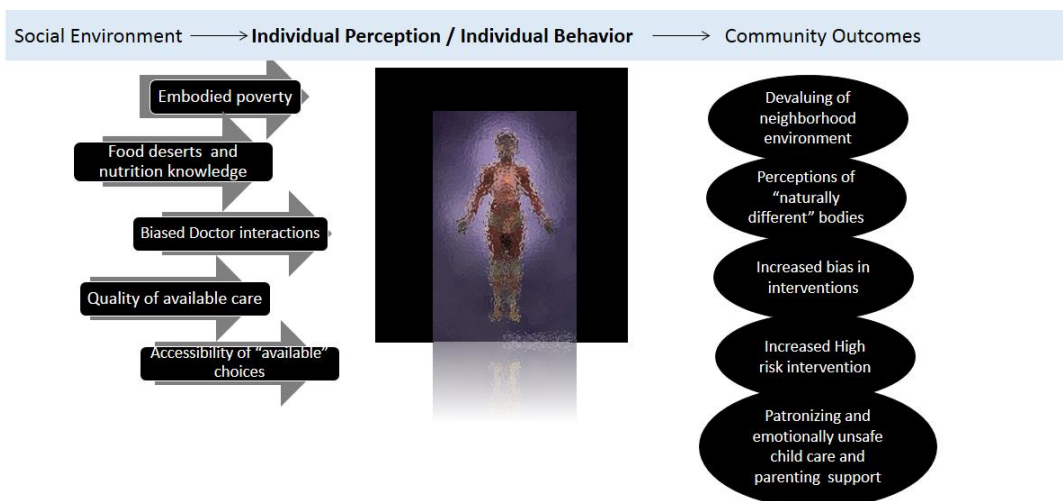 Social Environment → Individual Perception / Individual Behavior → Community Outcomes
Embodied poverty
Food deserts and
nutrition knowledge
Biased Doctor interactions
Quality of available care
Accessibility of “available”
choices
Devaluing of
neighborhood
environment
Perceptions of
“naturally
different” bodies
Increased bias in
interventions
Increased High
risk intervention
Patronizing and
emotionally unsafe
child care and
parenting support